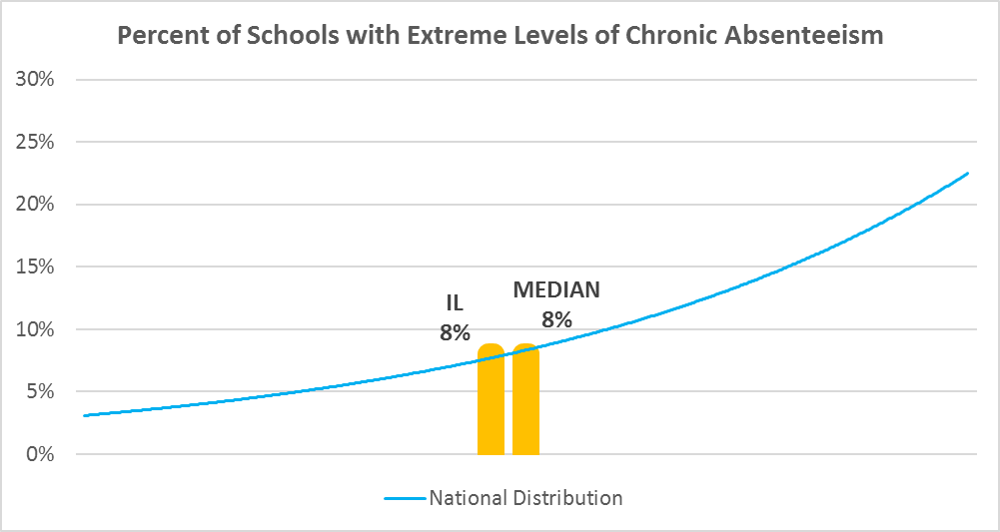 Percent of Schools with Extreme Levels of Chronic Absenteeism
30%
25%
20%
15%
10%
5%
0%
IL
8%
MEDIAN
8%
National Distribution